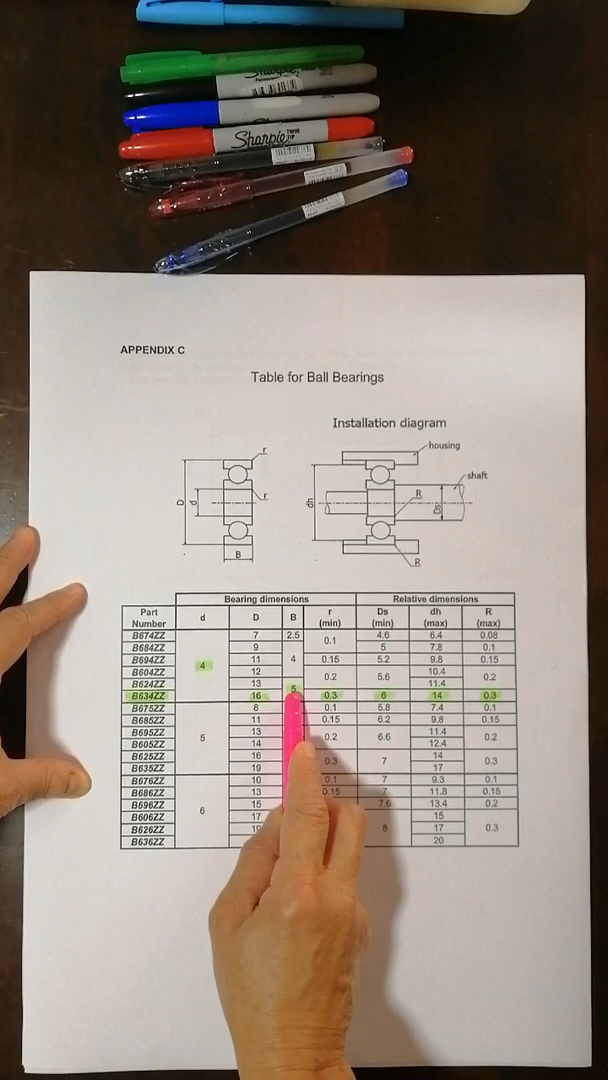 Sharpie
Sharpie TWIN TIP
APPENDIX C
Table for Ball Bearings
Installation diagram
housing
shaft
r
r
D
d
B
dh
R
Ds
R
Bearing dimensions Relative dimensions
Part Number d D B r (min) Ds (min) dh (max) R (max)
B674ZZ 4 7 2.5 0.1 4.6 6.4 0.08
B684ZZ 9 4 5 7.8 0.1
B694ZZ 11 0.15 5.2 9.8 0.15
B604ZZ 12 0.2 5.6 10.4 0.2
B624ZZ 13 5 11.4
B634ZZ 16 0.3 6 14 0.3
B675ZZ 5 8 0.1 5.8 7.4 0.1
B685ZZ 11 0.15 6.2 9.8 0.15
B695ZZ 13 0.2 6.6 11.4 0.2
B605ZZ 14 12.4
B625ZZ 16 0.3 7 14 0.3
B635ZZ 19 17
B676ZZ 6 10 0.1 7 9.3 0.1
B686ZZ 13 0.15 7 11.8 0.15
B696ZZ 15 7.6 13.4 0.2
B606ZZ 17 8 15 0.3
B626ZZ 19 17
B636ZZ 20